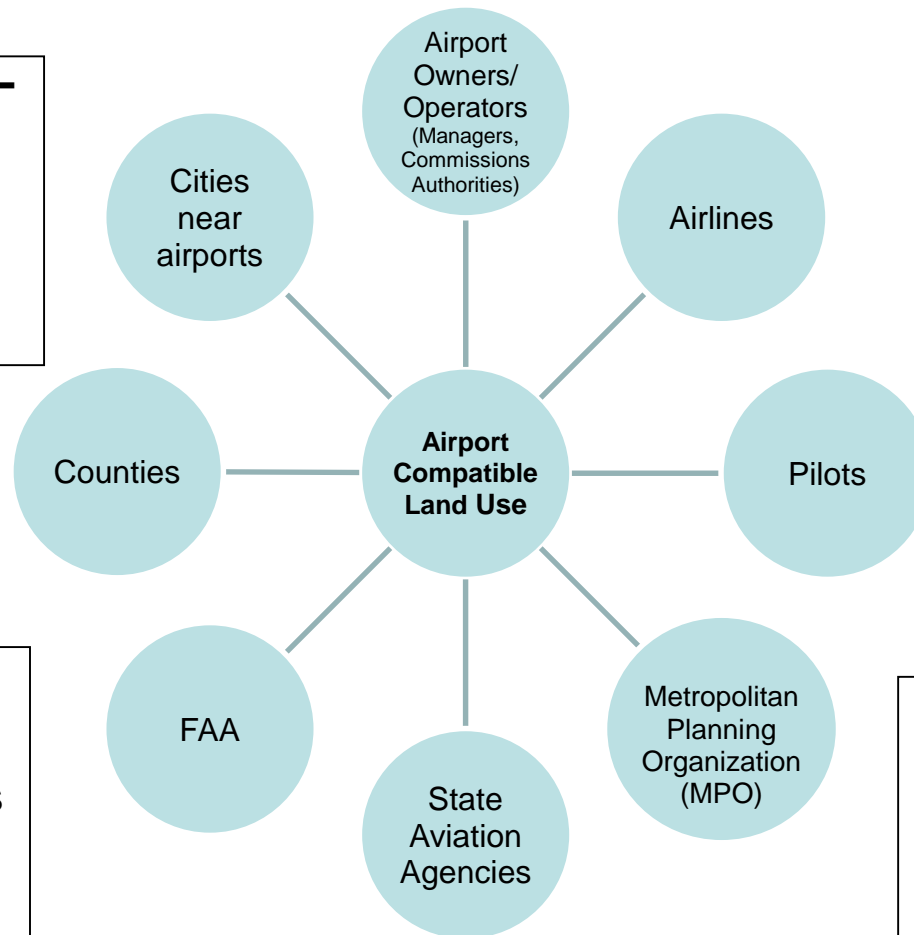 Airport
Owners/
Operators
(Managers,
Commissions
Authorities)
Cities
near
airports
Airlines
Counties
Airport
Compatible
Land Use
Pilots
FAA
Metropolitan
Planning
Organization
(MPO)
State
Aviation
Agencies